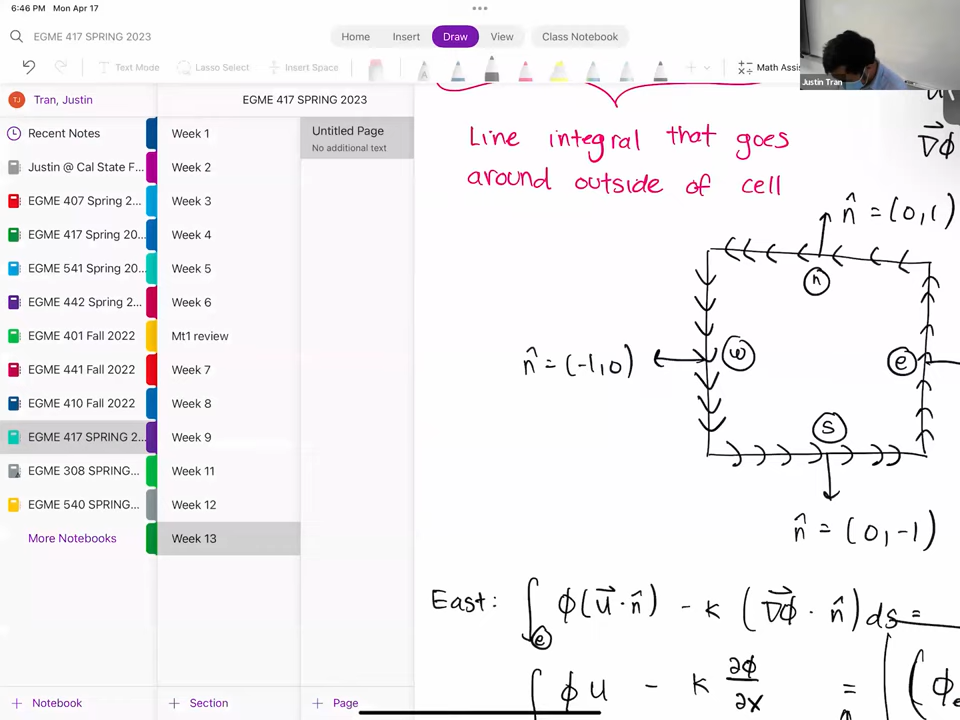 6:46 PM Mon Apr 17
EGME 417 SPRING 2023
Home Insert Draw View Class Notebook
Text Mode Lasso Select Insert Space Math Assis
Justin Tran
TJ Tran, Justin
EGME 417 SPRING 2023
Recent Notes
Justin @ Cal State F...
EGME 407 Spring 2...
EGME 417 Spring 20...
EGME 541 Spring 20...
EGME 442 Spring 2...
EGME 401 Fall 2022
EGME 441 Fall 2022
EGME 410 Fall 2022
EGME 417 SPRING 2...
EGME 308 SPRING...
EGME 540 SPRING...
More Notebooks
Week 1
Week 2
Week 3
Week 4
Week 5
Week 6
Mt1 review
Week 7
Week 8
Week 9
Week 11
Week 12
Week 13
Untitled Page
No additional text
+ Notebook
+ Section
+ Page
Line integral that goes
around outside of cell
∇⃗ϕ
n̂ = (0,1)
n
n̂ = (-1,0)
w
e
s
n̂ = (0,-1)
East: ∫ₑ ϕ(u⃗·n̂) - k (∇⃗ϕ · n̂) ds =
∫ ϕu - k ∂ϕ/∂x = (ϕₑ